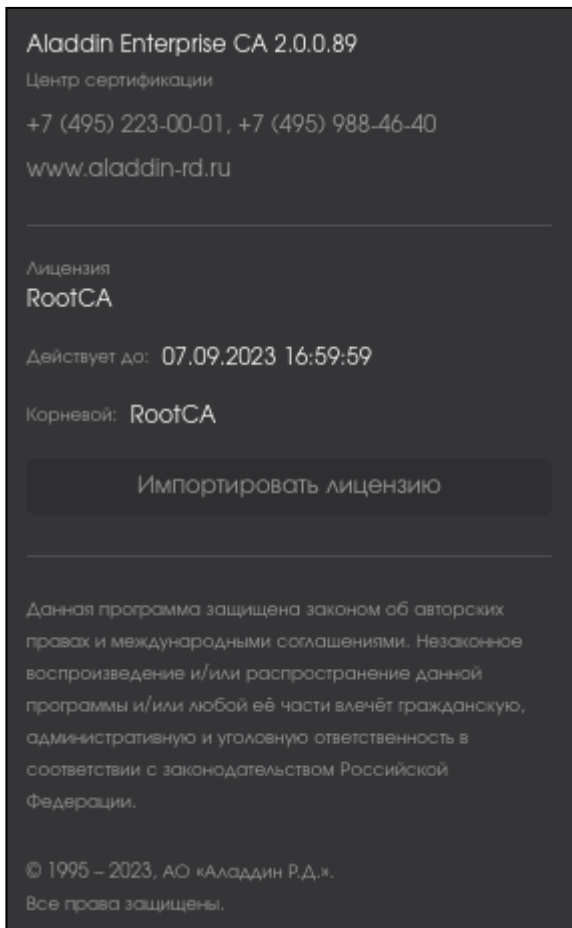 Aladdin Enterprise CA 2.0.0.89
Центр сертификации
+7 (495) 223-00-01, +7 (495) 988-46-40
www.aladdin-rd.ru
Лицензия
RootCA
Действует до: 07.09.2023 16:59:59
Корневой: RootCA
Импортировать лицензию
Данная программа защищена законом об авторских
правах и международными соглашениями. Незаконное
воспроизведение и/или распространение данной
программы и/или любой её части влечёт гражданскую,
административную и уголовную ответственность в
соответствии с законодательством Российской
Федерации.
© 1995 – 2023, АО «Аладдин Р.Д.».
Все права защищены.